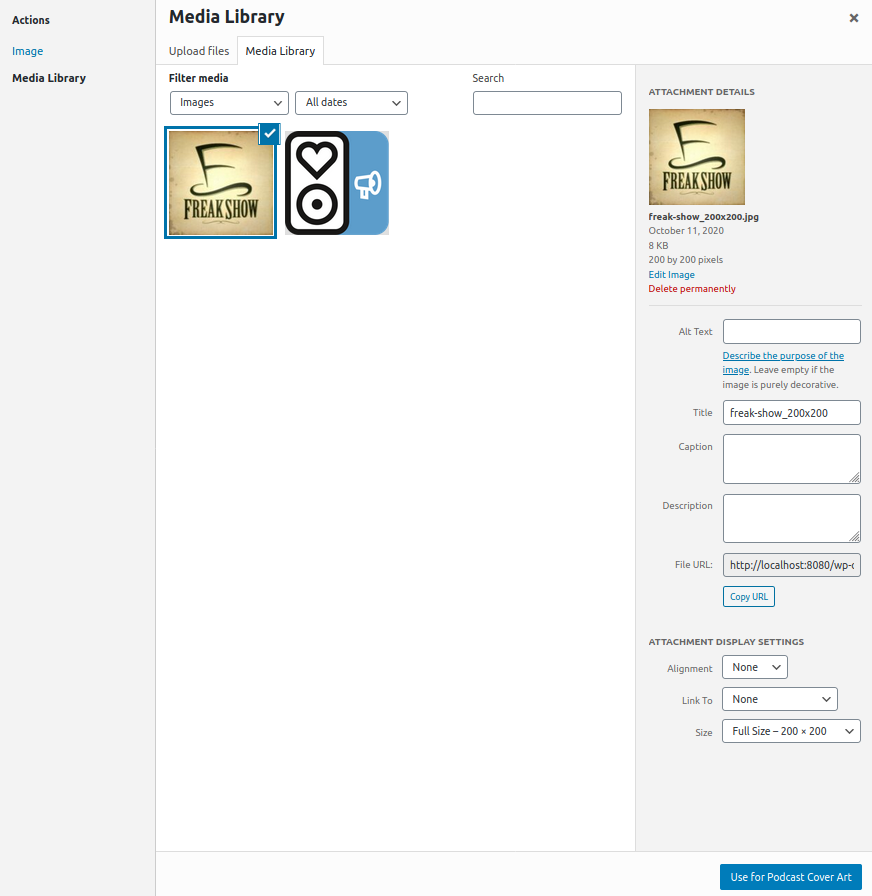 Actions
Image
Media Library
Media Library
Upload files
Media Library
Filter media
Images
All dates
Search
FREAK SHOW
ATTACHMENT DETAILS
FREAK SHOW
freak-show_200x200.jpg
October 11, 2020
8 KB
200 by 200 pixels
Edit Image
Delete permanently
Alt Text
Describe the purpose of the
image. Leave empty if the
image is purely decorative.
Title
freak-show_200x200
Caption
Description
File URL:
http://localhost:8080/wp-c
Copy URL
ATTACHMENT DISPLAY SETTINGS
Alignment
None
Link To
None
Size
Full Size – 200 × 200
Use for Podcast Cover Art